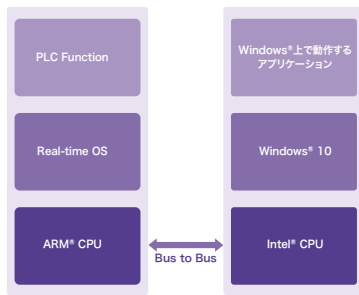 PLC Function
Real-time OS
ARM® CPU
Bus to Bus
Windows®上で動作する
アプリケーション
Windows® 10
Intel® CPU